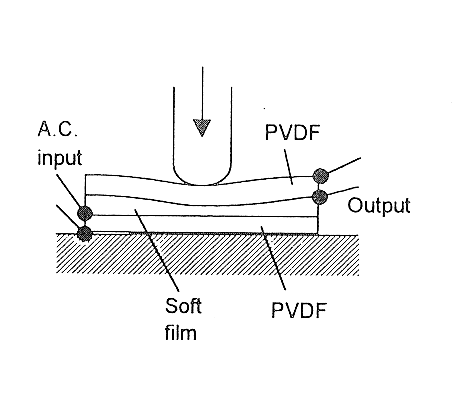 A.C.
input
PVDF
Output
Soft
film
PVDF